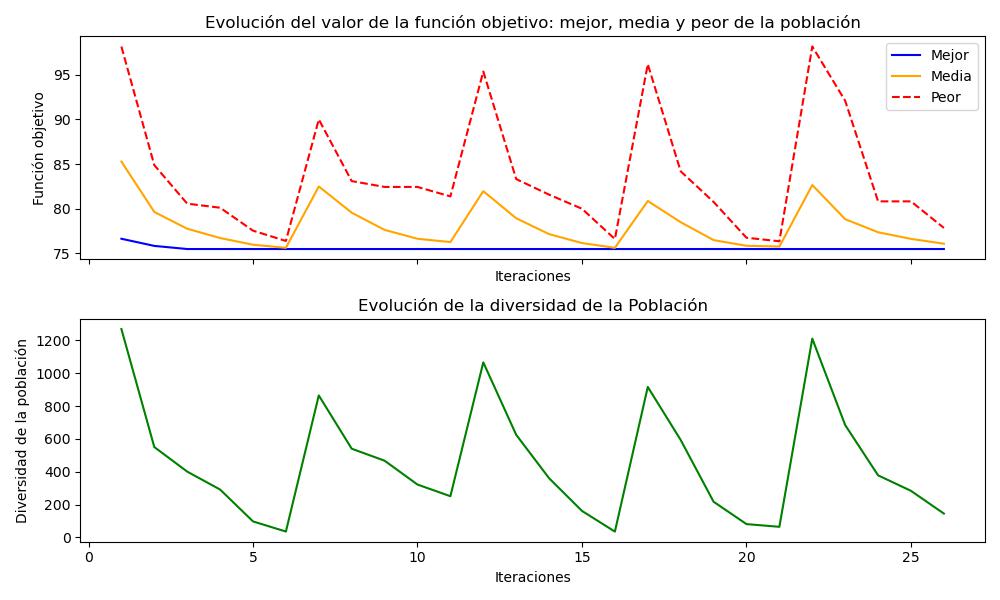 Evolución del valor de la función objetivo: mejor, media y peor de la población
Mejor
Media
Peor
Función objetivo
95
90
85
80
75
Iteraciones
Evolución de la diversidad de la Población
Diversidad de la población
1200
1000
800
600
400
200
0
0 5 10 15 20 25
Iteraciones